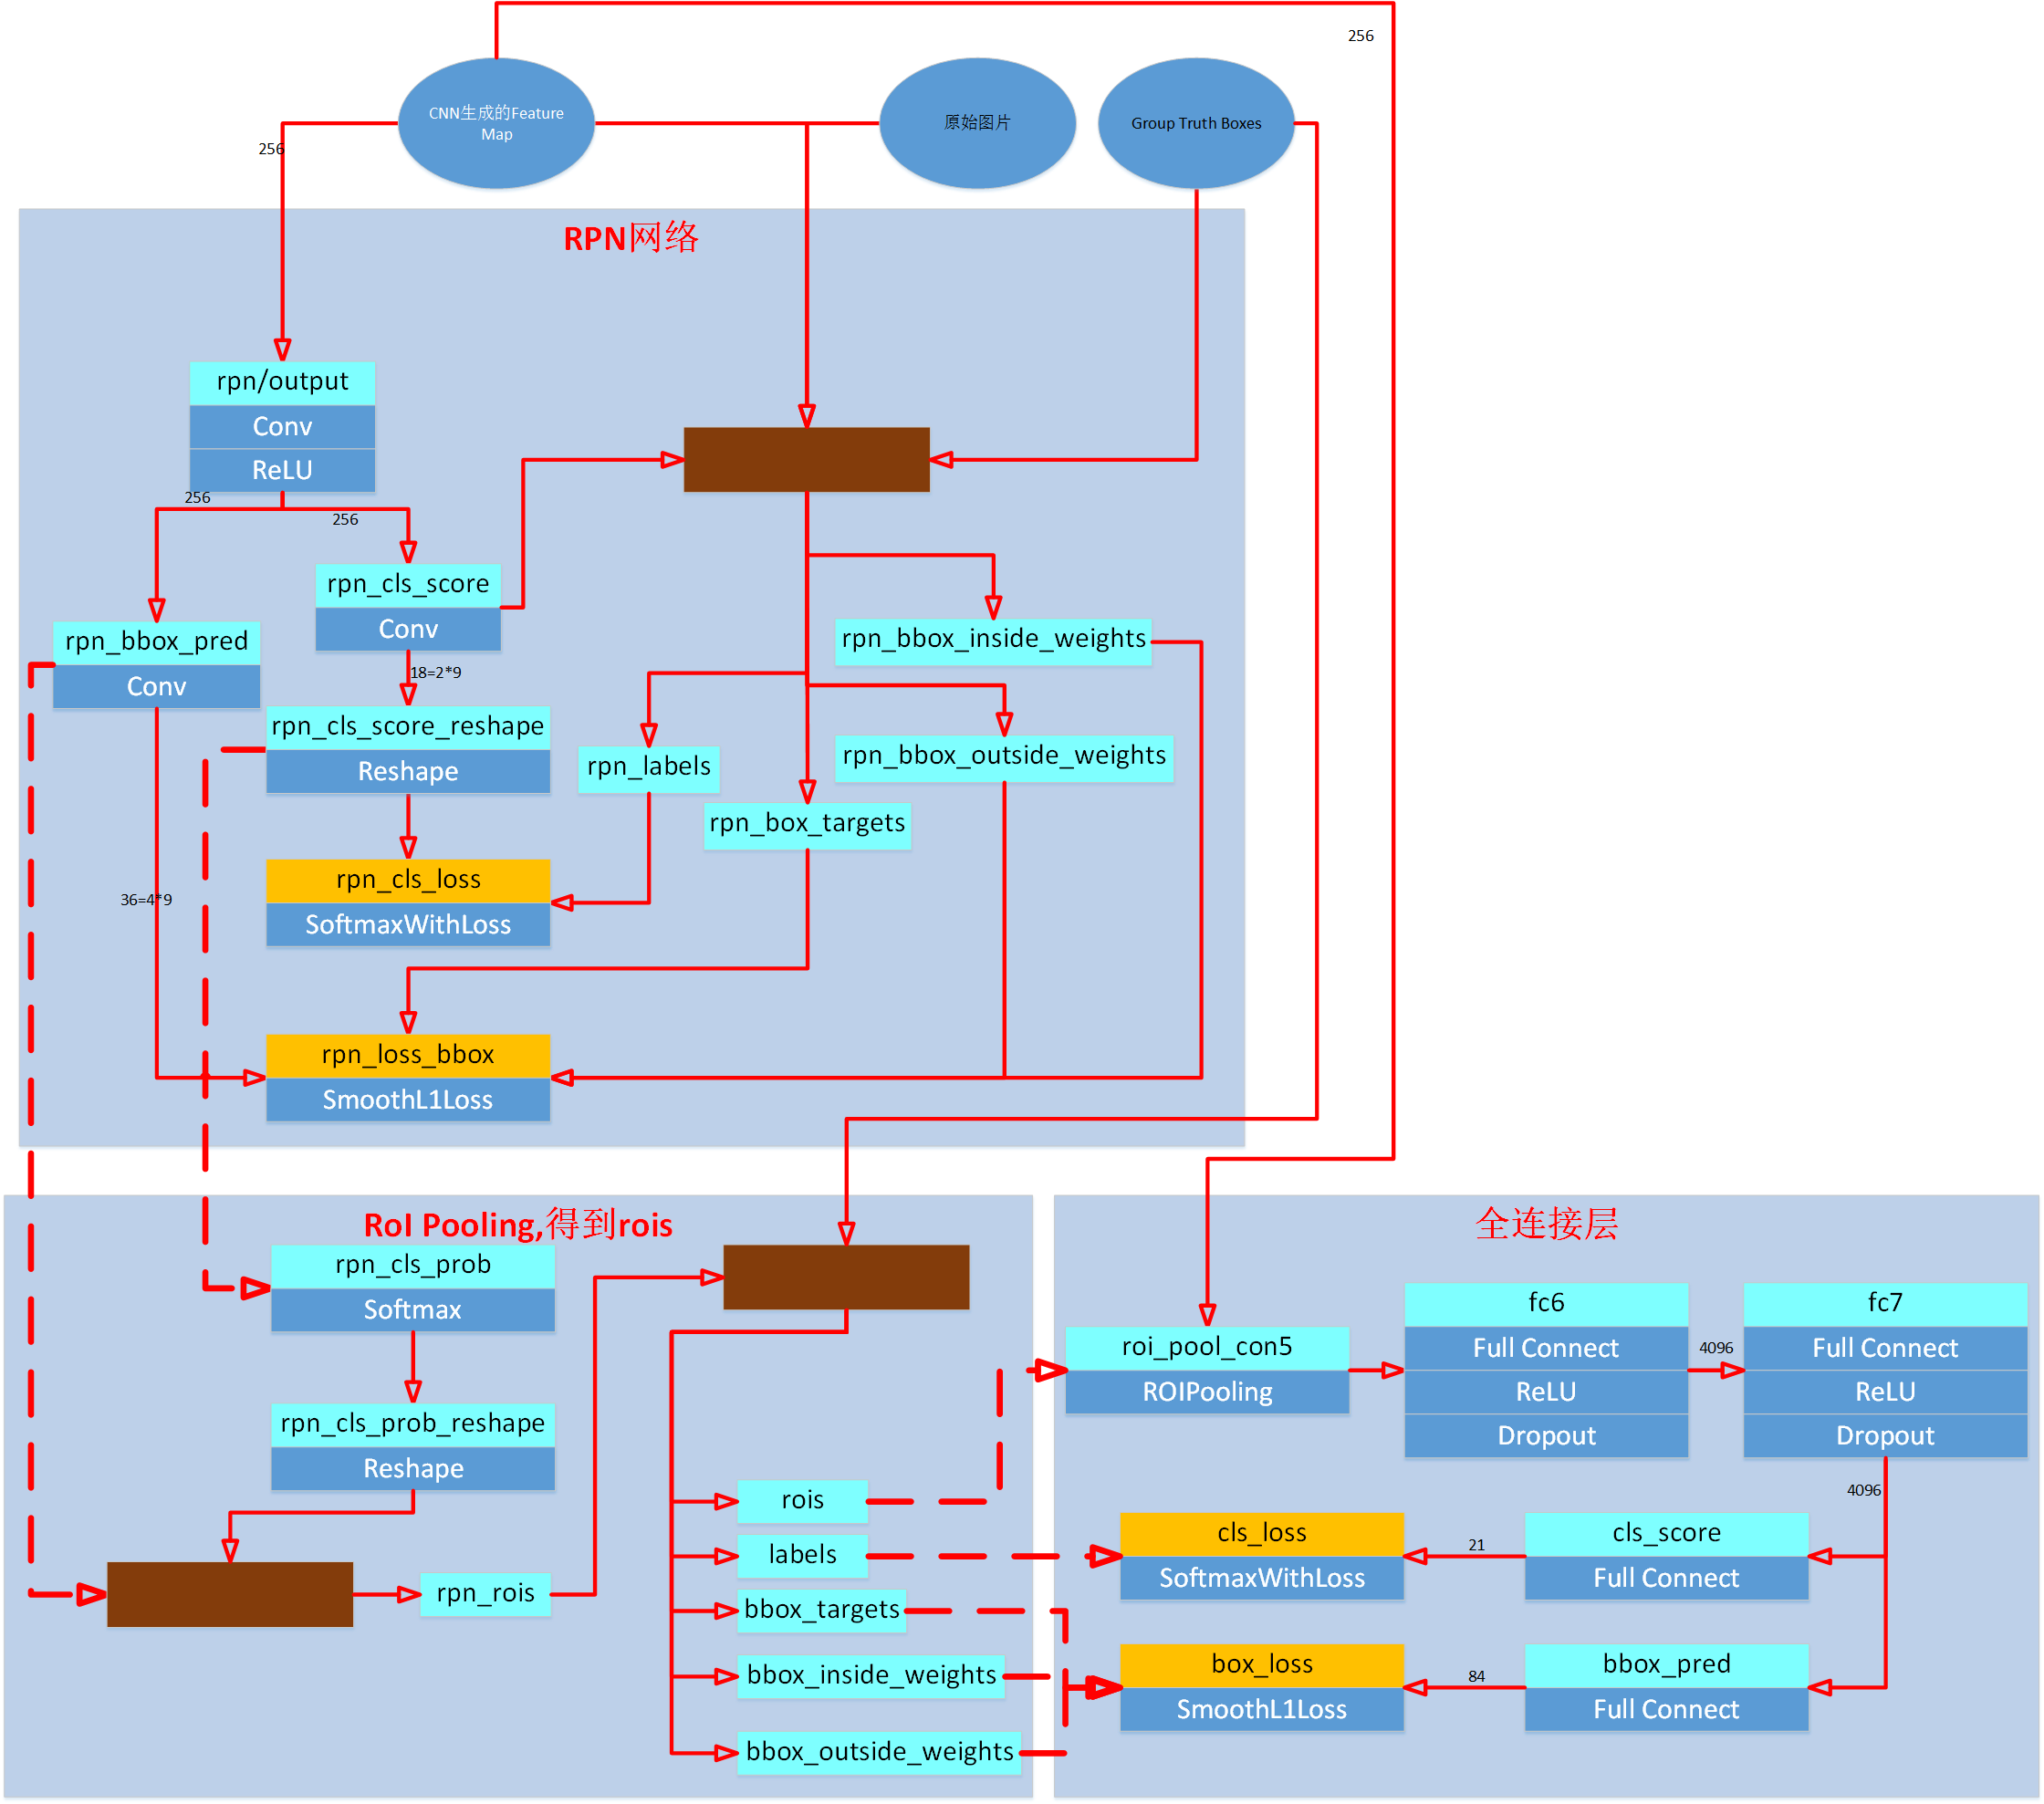 256
CNN生成的Feature
Map
原始图片
Group Truth Boxes
256
RPN网络
rpn/output
Conv
ReLU
256
256
rpn_cls_score
Conv
rpn_bbox_pred
Conv
rpn_bbox_inside_weights
18=2*9
rpn_cls_score_reshape
Reshape
rpn_labels
rpn_bbox_outside_weights
rpn_box_targets
rpn_cls_loss
SoftmaxWithLoss
36=4*9
rpn_loss_bbox
SmoothL1Loss
RoI Pooling,得到rois
rpn_cls_prob
Softmax
rpn_cls_prob_reshape
Reshape
rpn_rois
rois
labels
bbox_targets
bbox_inside_weights
bbox_outside_weights
全连接层
roi_pool_con5
ROIPooling
fc6
Full Connect
ReLU
Dropout
4096
fc7
Full Connect
ReLU
Dropout
4096
cls_loss
SoftmaxWithLoss
21
cls_score
Full Connect
box_loss
SmoothL1Loss
84
bbox_pred
Full Connect